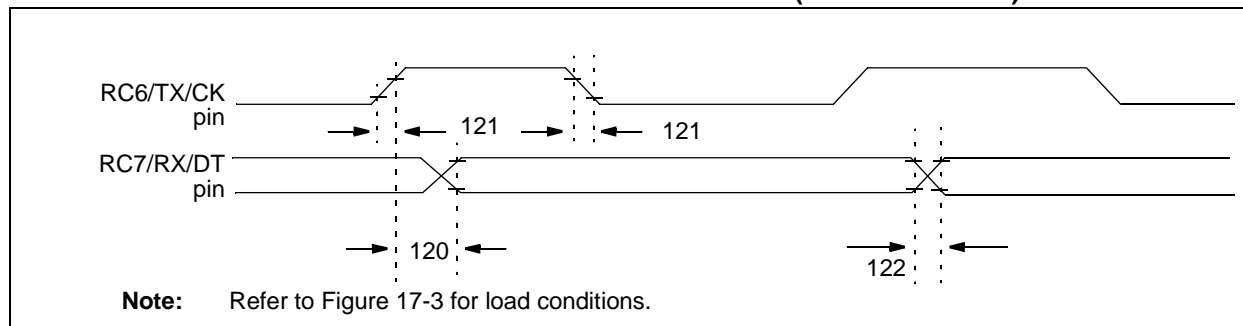 RC6/TX/CK
pin
121
121
RC7/RX/DT
pin
120
122
Note: Refer to Figure 17-3 for load conditions.